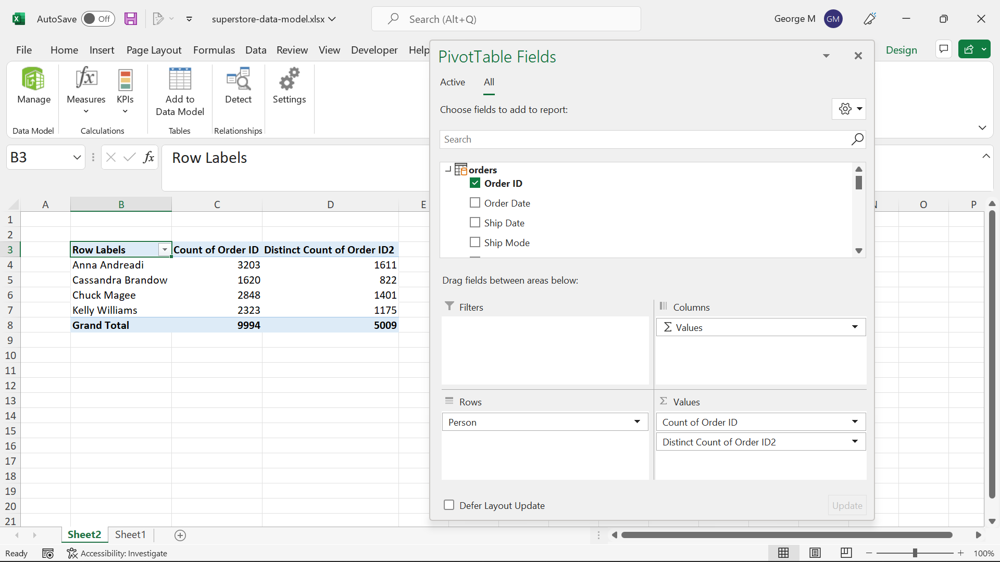 AutoSave Off superstore-data-model.xlsx Search (Alt+Q) George M GM
File Home Insert Page Layout Formulas Data Review View Developer Help Design
Manage Measures KPIs Add to Data Model Detect Settings
Data Model Calculations Tables Relationships
B3 fx Row Labels
PivotTable Fields
Active All
Choose fields to add to report:
Search
orders
Order ID
Order Date
Ship Date
Ship Mode
Drag fields between areas below:
Filters
Columns
Σ Values
Rows
Person
Σ Values
Count of Order ID
Distinct Count of Order ID2
Defer Layout Update Update
A B C D E O P
1
2
3 Row Labels Count of Order ID Distinct Count of Order ID2
4 Anna Andreadi 3203 1611
5 Cassandra Brandow 1620 822
6 Chuck Magee 2848 1401
7 Kelly Williams 2323 1175
8 Grand Total 9994 5009
9
10
11
12
13
14
15
16
17
18
19
20
21
Sheet2 Sheet1
Ready Accessibility: Investigate 100%